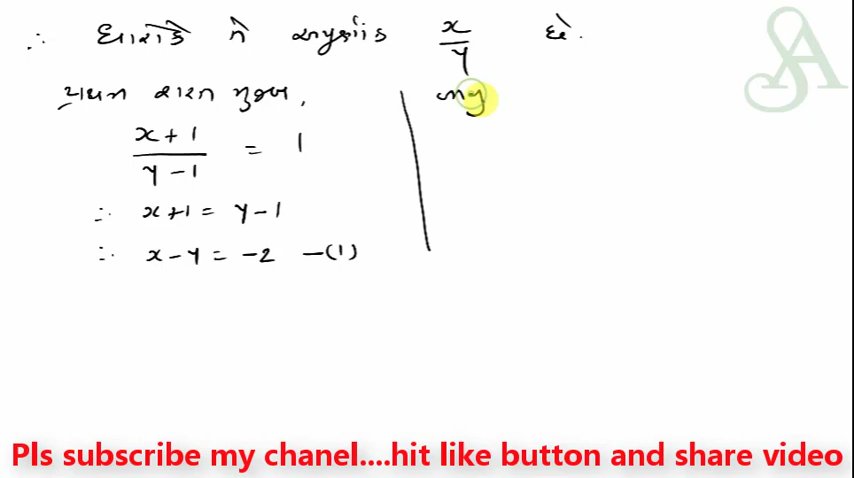 ∴ ધારોકે તે અપૂર્ણાંક x/y છે.
પ્રથમ શરત મુજબ,
(x+1)/(y-1) = 1
∴ x+1 = y-1
∴ x-y = -2 —(1)
SA
Pls subscribe my chanel....hit like button and share video